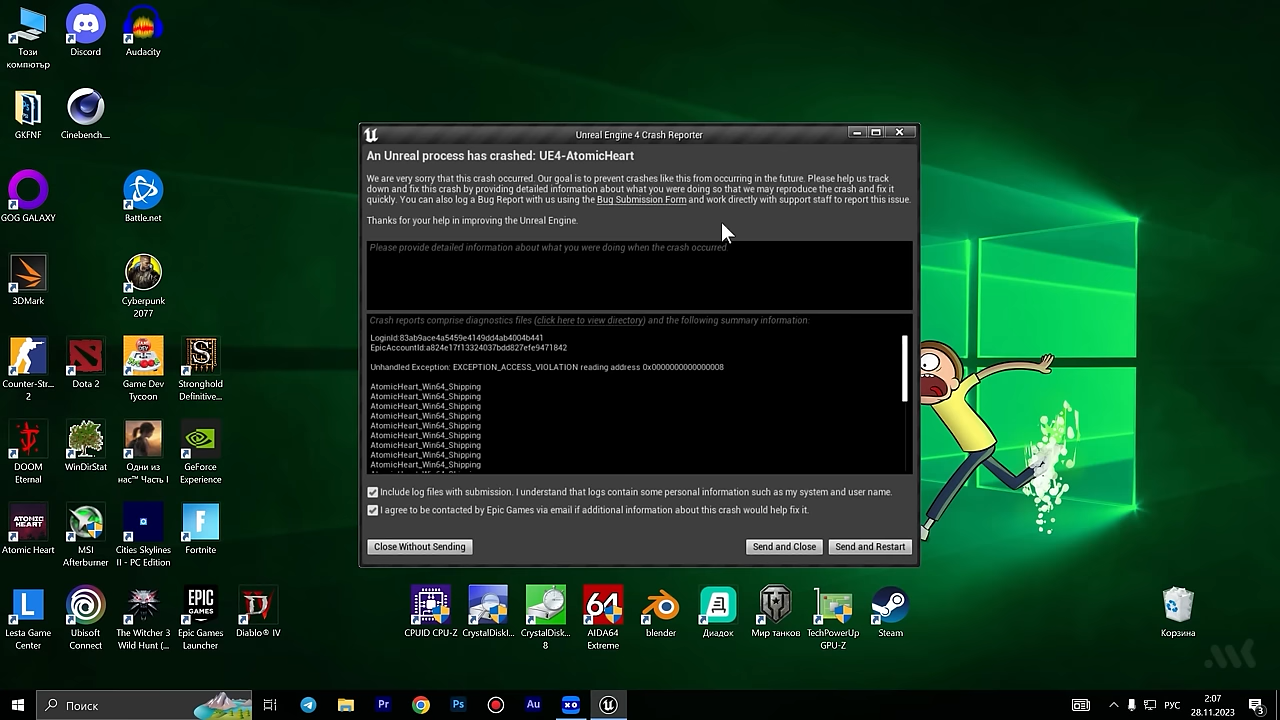 Този
компютър
Discord
Audacity
GKFNF
Cinebench...
GOG GALAXY
Battle.net
3DMark
Cyberpunk
2077
Counter-Str...
2
Dota 2
Game Dev
Tycoon
Stronghold
Definitive...
DOOM
Eternal
WinDirStat
Одни из
нас™ Часть I
GeForce
Experience
ATOMIC
HEART
Atomic Heart
MSI
Afterburner
Cities Skylines
II - PC Edition
Fortnite
Unreal Engine 4 Crash Reporter
An Unreal process has crashed: UE4-AtomicHeart
We are very sorry that this crash occurred. Our goal is to prevent crashes like this from occurring in the future. Please help us track
down and fix this crash by providing detailed information about what you were doing so that we may reproduce the crash and fix it
quickly. You can also log a Bug Report with us using the Bug Submission Form and work directly with support staff to report this issue.
Thanks for your help in improving the Unreal Engine.
Please provide detailed information about what you were doing when the crash occurred.
Crash reports comprise diagnostics files (click here to view directory) and the following summary information:
LoginId:83ab9ace4a5459e4149dd4ab4004b441
EpicAccountId:a824e17f13324037bdd827efe9471842
Unhandled Exception: EXCEPTION_ACCESS_VIOLATION reading address 0x0000000000000008
AtomicHeart_Win64_Shipping
AtomicHeart_Win64_Shipping
AtomicHeart_Win64_Shipping
AtomicHeart_Win64_Shipping
AtomicHeart_Win64_Shipping
AtomicHeart_Win64_Shipping
AtomicHeart_Win64_Shipping
AtomicHeart_Win64_Shipping
AtomicHeart_Win64_Shipping
Include log files with submission. I understand that logs contain some personal information such as my system and user name.
I agree to be contacted by Epic Games via email if additional information about this crash would help fix it.
Close Without Sending
Send and Close
Send and Restart
L
Lesta Game
Center
Ubisoft
Connect
The Witcher 3
Wild Hunt (...
EPIC
GAMES
Epic Games
Launcher
Diablo® IV
CPUID CPU-Z
CrystalDiskI...
CrystalDisk...
8
64
AIDA64
Extreme
blender
Диадок
Мир танков
TechPowerUp
GPU-Z
Steam
Корзина
Поиск
Pr
Ps
Au
XO
РУС
2:07
28.11.2023
3